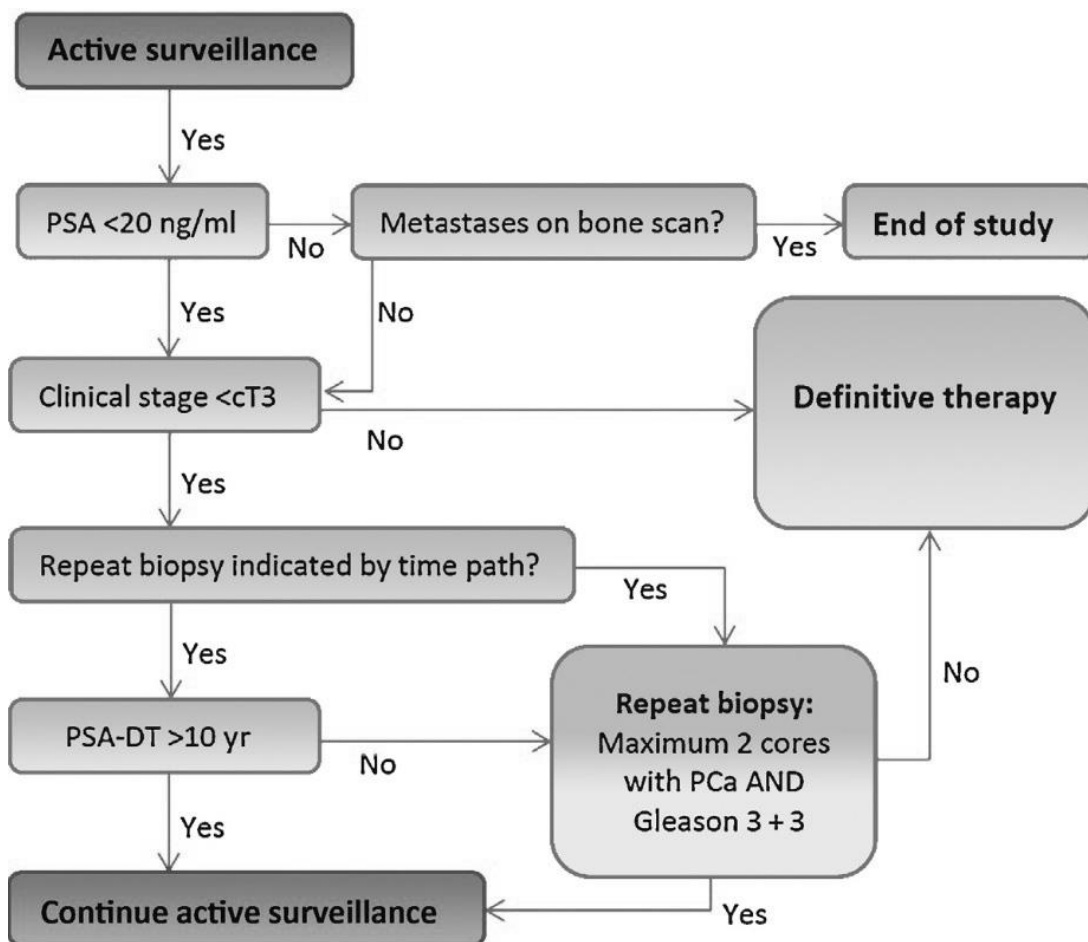 Active surveillance
Yes
PSA <20 ng/ml
No
Metastases on bone scan?
Yes
End of study
Yes
No
Clinical stage <cT3
No
Definitive therapy
Yes
Repeat biopsy indicated by time path?
Yes
Yes
No
PSA-DT >10 yr
No
Repeat biopsy:
Maximum 2 cores
with PCa AND
Gleason 3 + 3
Yes
Yes
Continue active surveillance